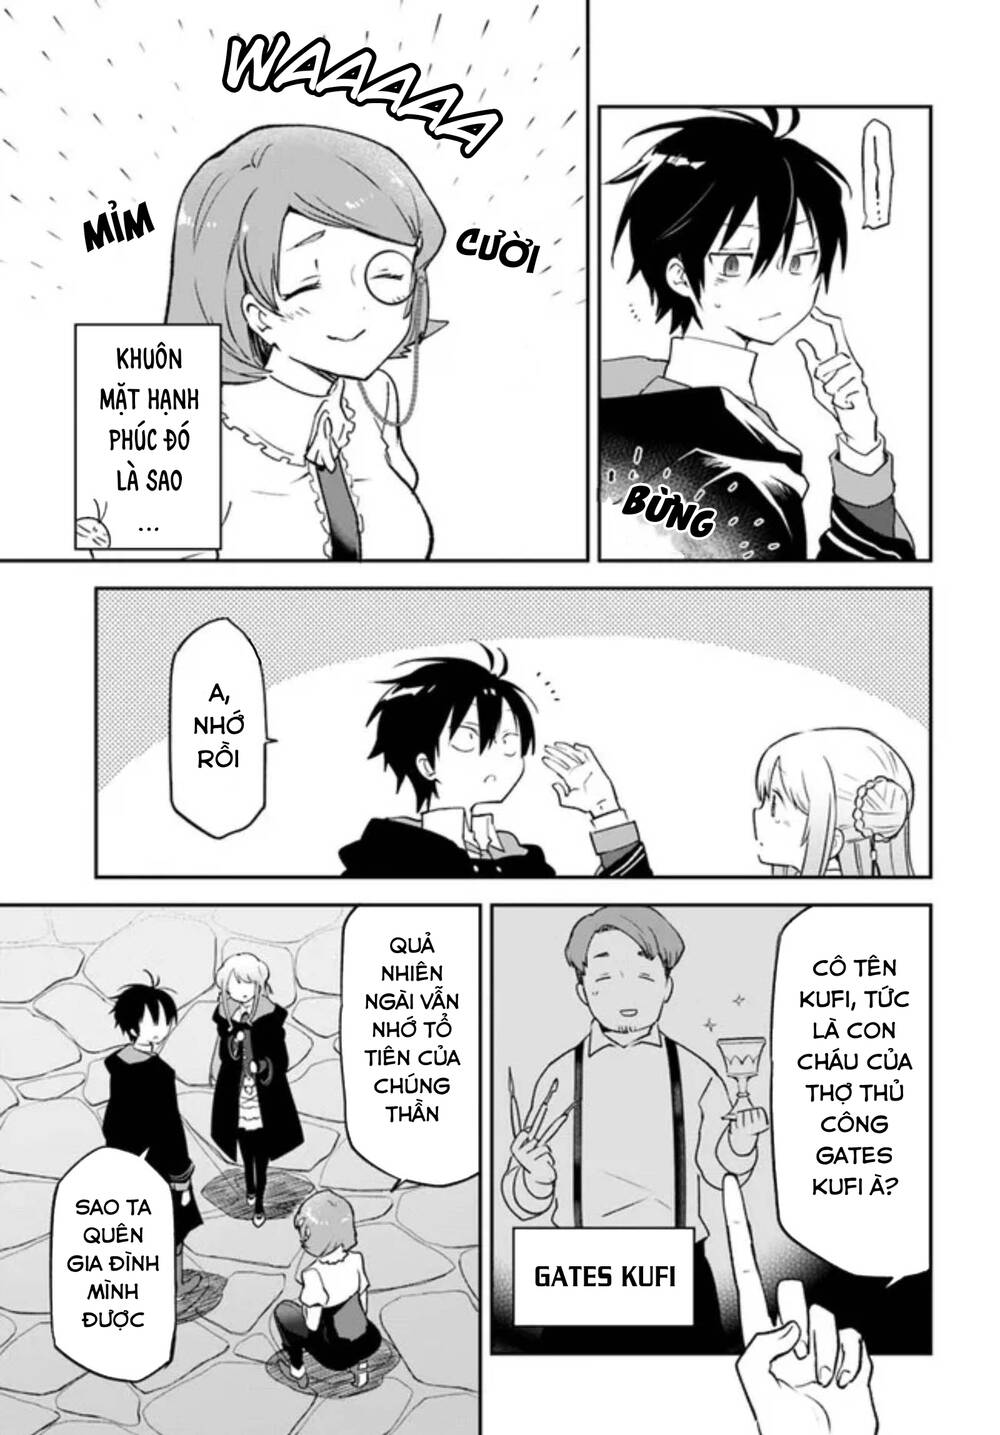 ......
BỪNG
WAAAAA
MỈM
CƯỜI
KHUÔN
MẶT HẠNH
PHÚC ĐÓ
LÀ SAO
...
A,
NHỚ
RỒI
CÔ TÊN
KUFI, TỨC
LÀ CON
CHÁU CỦA
THỢ THỦ
CÔNG
GATES
KUFI À?
GATES KUFI
QUẢ
NHIÊN
NGÀI VẪN
NHỚ TỔ
TIÊN CỦA
CHÚNG
THẦN
SAO TA
QUÊN
GIA ĐÌNH
MÌNH
ĐƯỢC